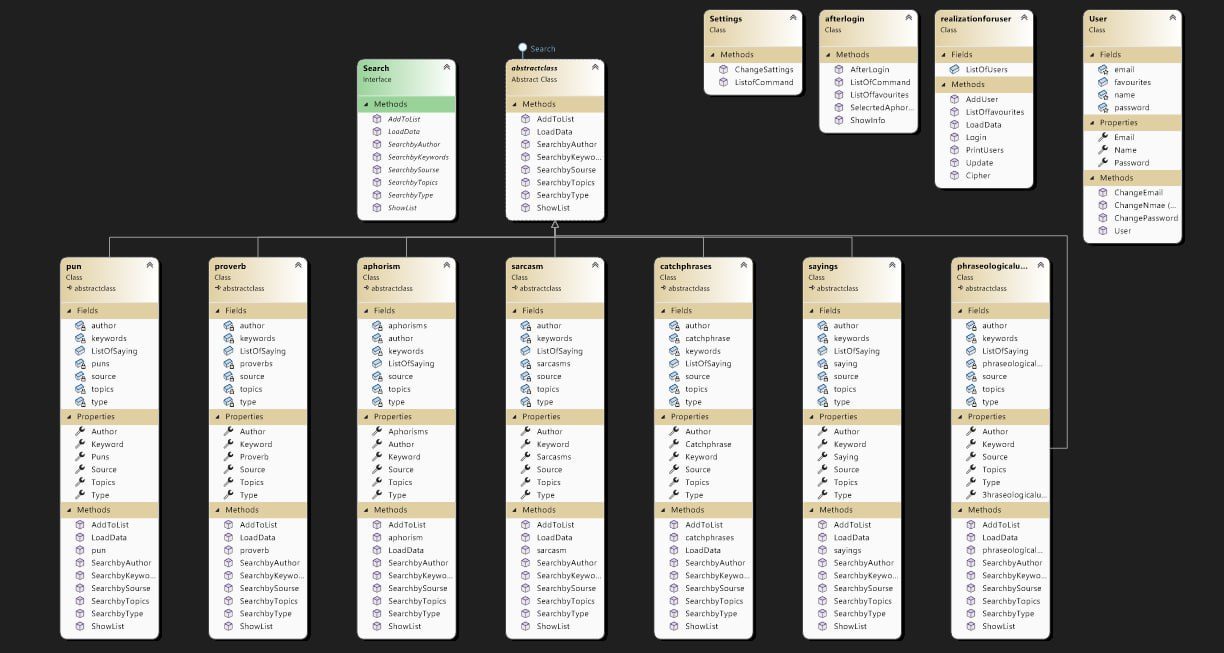 Settings
Class
Methods
ChangeSattings
ListofCommand
afterlogin
Class
Methods
AfterLogin
ListOfCommand
ListOffavourites
SelecrtedAphor...
ShowInfo
realizationforuser
Class
Fields
ListOfUsers
Methods
AddUser
ListOffavourites
LoadData
Login
PrintUsers
Update
Cipher
User
Class
Fields
email
favourites
name
password
Properties
Email
Name
Password
Methods
ChangeEmail
ChangeNmae (...
ChangePassword
User
Search
Interface
Methods
AddToList
LoadData
SearchbyAuthor
SearchbyKeywords
SearchbySourse
SearchbyTopics
SearchbyType
ShowList
Search
abstractclass
Abstract Class
Methods
AddToList
LoadData
SearchbyAuthor
SearchbyKeywo...
SearchbySourse
SearchbyTopics
SearchbyType
ShowList
pun
Class
abstractclass
Fields
author
keywords
ListOfSaying
puns
source
topics
type
Properties
Author
Keyword
Puns
Source
Topics
Type
Methods
AddToList
LoadData
pun
SearchbyAuthor
SearchbyKeywo...
SearchbySourse
SearchbyTopics
SearchbyType
ShowList
proverb
Class
abstractclass
Fields
author
keywords
ListOfSaying
proverbs
source
topics
type
Properties
Author
Keyword
Proverb
Source
Topics
Type
Methods
AddToList
LoadData
proverb
SearchbyAuthor
SearchbyKeywo...
SearchbySourse
SearchbyTopics
SearchbyType
ShowList
aphorism
Class
abstractclass
Fields
aphorisms
author
keywords
ListOfSaying
source
topics
type
Properties
Aphorisms
Author
Keyword
Source
Topics
Type
Methods
AddToList
aphorism
LoadData
SearchbyAuthor
SearchbyKeywo...
SearchbySourse
SearchbyTopics
SearchbyType
ShowList
sarcasm
Class
abstractclass
Fields
author
keywords
ListOfSaying
sarcasms
source
topics
type
Properties
Author
Keyword
Sarcasms
Source
Topics
Type
Methods
AddToList
LoadData
sarcasm
SearchbyAuthor
SearchbyKeywo...
SearchbySourse
SearchbyTopics
SearchbyType
ShowList
catchphrases
Class
abstractclass
Fields
author
catchphrase
keywords
ListOfSaying
source
topics
type
Properties
Author
Catchphrase
Keyword
Source
Topics
Type
Methods
AddToList
catchphrases
LoadData
SearchbyAuthor
SearchbyKeywo...
SearchbySourse
SearchbyTopics
SearchbyType
ShowList
sayings
Class
abstractclass
Fields
author
keywords
ListOfSaying
saying
source
topics
type
Properties
Author
Keyword
Saying
Source
Topics
Type
Methods
AddToList
LoadData
sayings
SearchbyAuthor
SearchbyKeywo...
SearchbySourse
SearchbyTopics
SearchbyType
ShowList
phraseologicalu...
Class
abstractclass
Fields
author
keywords
ListOfSaying
phraseological...
source
topics
type
Properties
Author
Keyword
Source
Topics
Type
3hraseologicalu...
Methods
AddToList
LoadData
phraseological...
SearchbyAuthor
SearchbyKeywo...
SearchbySourse
SearchbyTopics
SearchbyType
ShowList